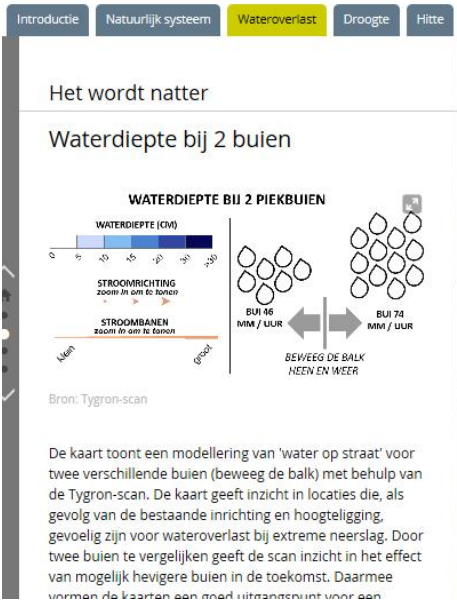 Introductie Natuurlijk systeem Wateroverlast Droogte Hitte
Het wordt natter
Waterdiepte bij 2 buien
WATERDIEPTE BIJ 2 PIEKBUIEN
WATERDIEPTE (CM)
0 5 10 20 30 >30
STROOMRICHTING
zoom in om te tonen
STROOMBANEN
zoom in om te tonen
klein groot
BUI 46
MM / UUR
BUI 74
MM / UUR
BEWEEG DE BALK
HEEN EN WEER
Bron: Tygron-scan
De kaart toont een modellering van 'water op straat' voor
twee verschillende buien (beweeg de balk) met behulp van
de Tygron-scan. De kaart geeft inzicht in locaties die, als
gevolg van de bestaande inrichting en hoogteligging,
gevoelig zijn voor wateroverlast bij extreme neerslag. Door
twee buien te vergelijken geeft de scan inzicht in het effect
van mogelijk hevigere buien in de toekomst. Daarmee
vormen de kaarten een goed uitgangspunt voor een